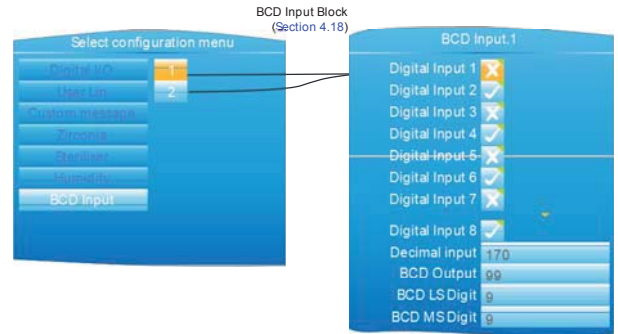 BCD Input Block
(Section 4.18)
Select configuration menu
Digital I/O
User Lin
Custom message
Zirconia
Steriliser
Humidity
BCD Input
1
2
BCD Input.1
Digital Input 1
Digital Input 2
Digital Input 3
Digital Input 4
Digital Input 5
Digital Input 6
Digital Input 7
Digital Input 8
Decimal input 170
BCD Output 99
BCD LS Digit 9
BCD MS Digit 9